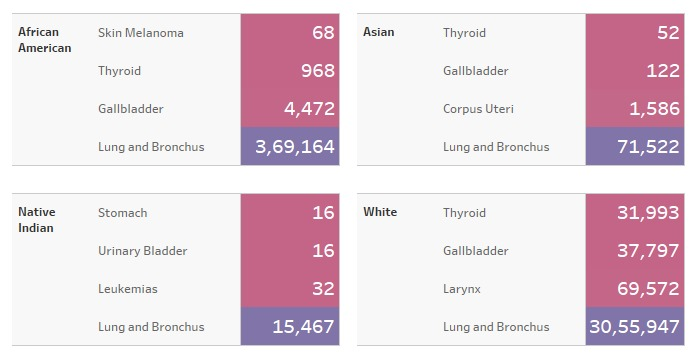 African
American
Skin Melanoma 68
Thyroid 968
Gallbladder 4,472
Lung and Bronchus 3,69,164
Asian
Thyroid 52
Gallbladder 122
Corpus Uteri 1,586
Lung and Bronchus 71,522
Native
Indian
Stomach 16
Urinary Bladder 16
Leukemias 32
Lung and Bronchus 15,467
White
Thyroid 31,993
Gallbladder 37,797
Larynx 69,572
Lung and Bronchus 30,55,947